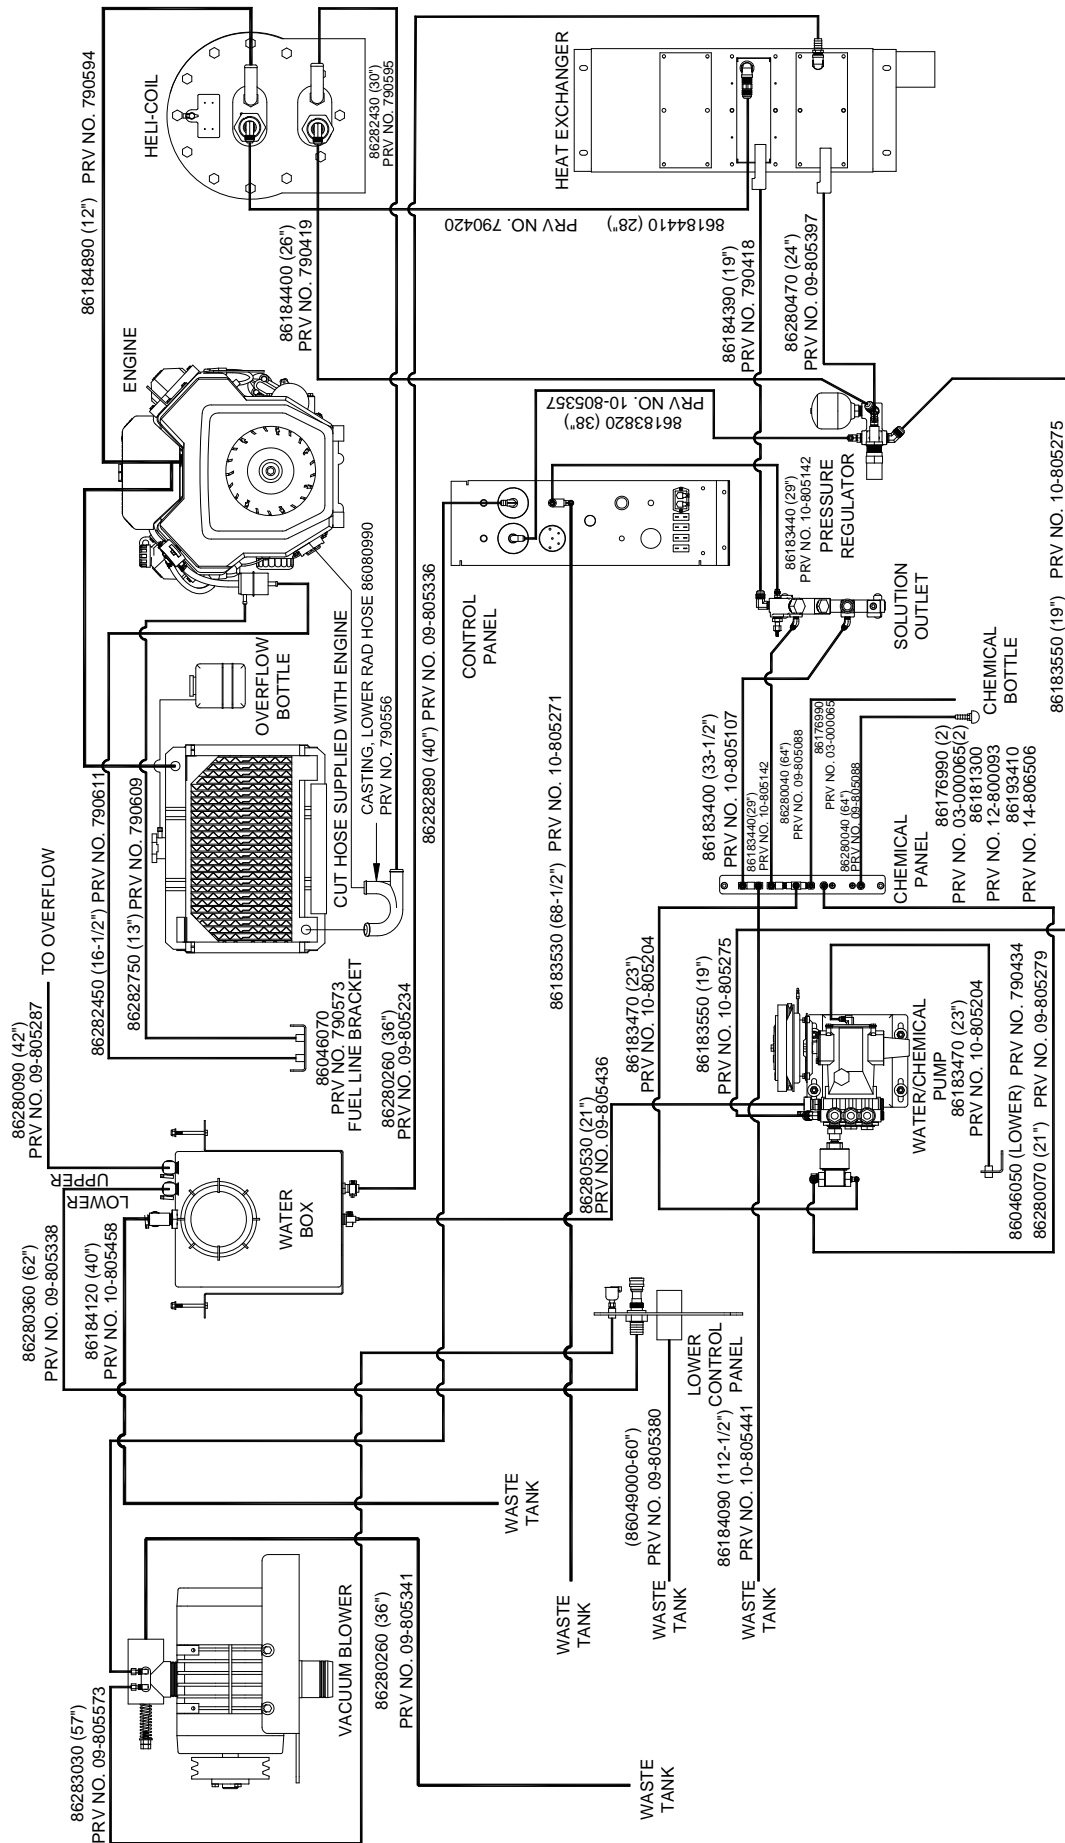 86283030 (57")
PRV NO. 09-805573
VACUUM BLOWER
86280260 (36")
PRV NO. 09-805341
WASTE
TANK
86280360 (62")
PRV NO. 09-805338
86184120 (40")
PRV NO. 10-805458
LOWER
UPPER
86280090 (42")
PRV NO. 09-805287
TO OVERFLOW
WATER
BOX
WASTE
TANK
86282450 (16-1/2") PRV NO. 790611
86282750 (13") PRV NO. 790609
86046070
PRV NO. 790573
FUEL LINE BRACKET
86280260 (36")
PRV NO. 09-805234
OVERFLOW
BOTTLE
CUT HOSE SUPPLIED WITH ENGINE
CASTING, LOWER RAD HOSE 86080990
PRV NO. 790556
ENGINE
86184890 (12") PRV NO. 790594
HELI-COIL
86282430 (30")
PRV NO. 790595
86184400 (26")
PRV NO. 790419
86282890 (40") PRV NO. 09-805336
CONTROL
PANEL
86183530 (68-1/2") PRV NO. 10-805271
WASTE
TANK
86280530 (21")
PRV NO. 09-805436
86184410 (28") PRV NO. 790420
HEAT EXCHANGER
86183820 (38")
PRV NO. 10-805357
86184390 (19")
PRV NO. 790418
86280470 (24")
PRV NO. 09-805397
86183440 (29")
PRV NO. 10-805142
PRESSURE
REGULATOR
SOLUTION
OUTLET
(86049000-60")
PRV NO. 09-805380
WASTE
TANK
LOWER
CONTROL
PANEL
86184090 (112-1/2")
PRV NO. 10-805441
WASTE
TANK
86183470 (23")
PRV NO. 10-805204
86183550 (19")
PRV NO. 10-805275
86183400 (33-1/2")
PRV NO. 10-805107
86183440(29")
PRV NO. 10-805142
86280040 (64")
PRV NO. 09-805088
86176990
PRV NO. 03-000065
86280040 (64")
PRV NO. 09-805088
CHEMICAL
PANEL
CHEMICAL
BOTTLE
86176990 (2)
PRV NO. 03-000065(2)
86181300
PRV NO. 12-800093
86193410
PRV NO. 14-806506
WATER/CHEMICAL
PUMP
86183470 (23")
PRV NO. 10-805204
86046050 (LOWER) PRV NO. 790434
86280070 (21") PRV NO. 09-805279
86183550 (19") PRV NO. 10-805275